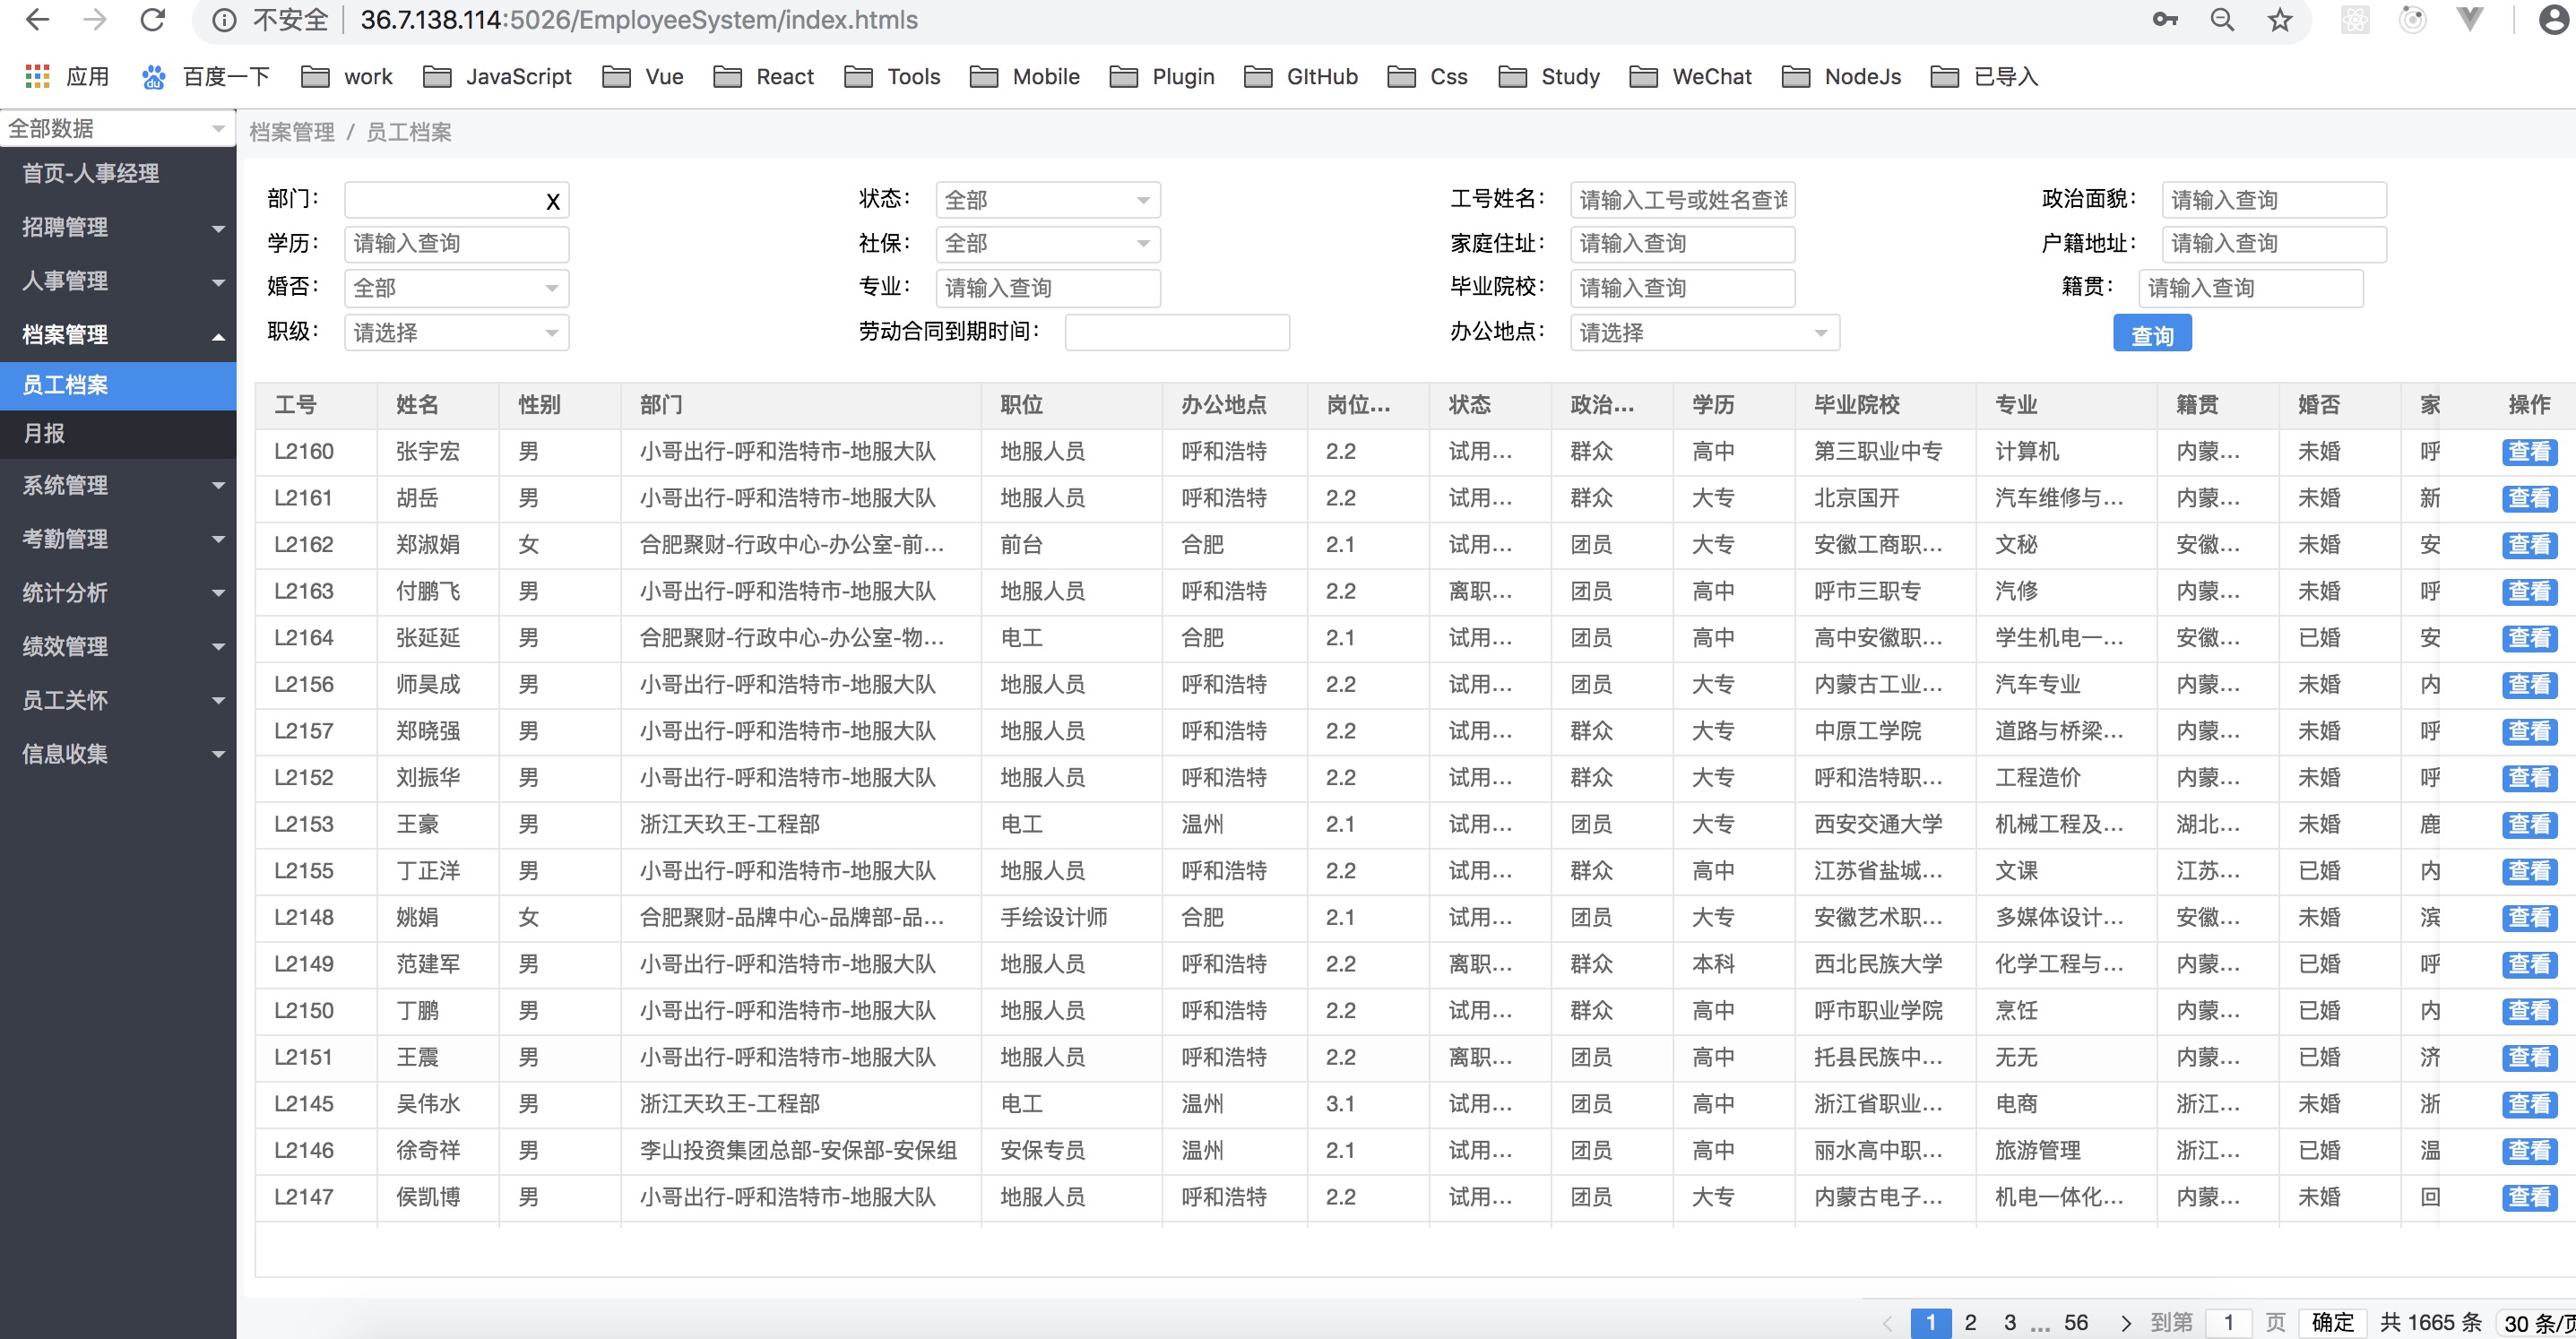 不安全 36.7.138.114:5026/EmployeeSystem/index.htmls
应用 百度一下 work JavaScript Vue React Tools Mobile Plugin GItHub Css Study WeChat NodeJs 已导入
全部数据
首页-人事经理
招聘管理
人事管理
档案管理
员工档案
月报
系统管理
考勤管理
统计分析
绩效管理
员工关怀
信息收集
档案管理 / 员工档案
部门: x 状态: 全部 工号姓名: 请输入工号或姓名查询 政治面貌: 请输入查询
学历: 请输入查询 社保: 全部 家庭住址: 请输入查询 户籍地址: 请输入查询
婚否: 全部 专业: 请输入查询 毕业院校: 请输入查询 籍贯: 请输入查询
职级: 请选择 劳动合同到期时间: 办公地点: 请选择 查询
工号 姓名 性别 部门 职位 办公地点 岗位... 状态 政治... 学历 毕业院校 专业 籍贯 婚否 家 操作
L2160 张宇宏 男 小哥出行-呼和浩特市-地服大队 地服人员 呼和浩特 2.2 试用... 群众 高中 第三职业中专 计算机 内蒙... 未婚 呼 查看
L2161 胡岳 男 小哥出行-呼和浩特市-地服大队 地服人员 呼和浩特 2.2 试用... 群众 大专 北京国开 汽车维修与... 内蒙... 未婚 新 查看
L2162 郑淑娟 女 合肥聚财-行政中心-办公室-前... 前台 合肥 2.1 试用... 团员 大专 安徽工商职... 文秘 安徽... 未婚 安 查看
L2163 付鹏飞 男 小哥出行-呼和浩特市-地服大队 地服人员 呼和浩特 2.2 离职... 团员 高中 呼市三职专 汽修 内蒙... 未婚 呼 查看
L2164 张延延 男 合肥聚财-行政中心-办公室-物... 电工 合肥 2.1 试用... 团员 高中 高中安徽职... 学生机电一... 安徽... 已婚 安 查看
L2156 师昊成 男 小哥出行-呼和浩特市-地服大队 地服人员 呼和浩特 2.2 试用... 团员 大专 内蒙古工业... 汽车专业 内蒙... 未婚 内 查看
L2157 郑晓强 男 小哥出行-呼和浩特市-地服大队 地服人员 呼和浩特 2.2 试用... 群众 大专 中原工学院 道路与桥梁... 内蒙... 未婚 呼 查看
L2152 刘振华 男 小哥出行-呼和浩特市-地服大队 地服人员 呼和浩特 2.2 试用... 群众 大专 呼和浩特职... 工程造价 内蒙... 未婚 呼 查看
L2153 王豪 男 浙江天玖王-工程部 电工 温州 2.1 试用... 团员 大专 西安交通大学 机械工程及... 湖北... 未婚 鹿 查看
L2155 丁正洋 男 小哥出行-呼和浩特市-地服大队 地服人员 呼和浩特 2.2 试用... 群众 高中 江苏省盐城... 文课 江苏... 已婚 内 查看
L2148 姚娟 女 合肥聚财-品牌中心-品牌部-品... 手绘设计师 合肥 2.1 试用... 团员 大专 安徽艺术职... 多媒体设计... 安徽... 未婚 滨 查看
L2149 范建军 男 小哥出行-呼和浩特市-地服大队 地服人员 呼和浩特 2.2 离职... 群众 本科 西北民族大学 化学工程与... 内蒙... 已婚 呼 查看
L2150 丁鹏 男 小哥出行-呼和浩特市-地服大队 地服人员 呼和浩特 2.2 试用... 群众 高中 呼市职业学院 烹饪 内蒙... 已婚 内 查看
L2151 王震 男 小哥出行-呼和浩特市-地服大队 地服人员 呼和浩特 2.2 离职... 团员 高中 托县民族中... 无无 内蒙... 已婚 济 查看
L2145 吴伟水 男 浙江天玖王-工程部 电工 温州 3.1 试用... 团员 高中 浙江省职业... 电商 浙江... 未婚 浙 查看
L2146 徐奇祥 男 李山投资集团总部-安保部-安保组 安保专员 温州 2.1 试用... 团员 高中 丽水高中职... 旅游管理 浙江... 已婚 温 查看
L2147 侯凯博 男 小哥出行-呼和浩特市-地服大队 地服人员 呼和浩特 2.2 试用... 团员 大专 内蒙古电子... 机电一体化... 内蒙... 未婚 回 查看
1 2 3 ... 56 到第 1 页 确定 共 1665 条 30 条/页